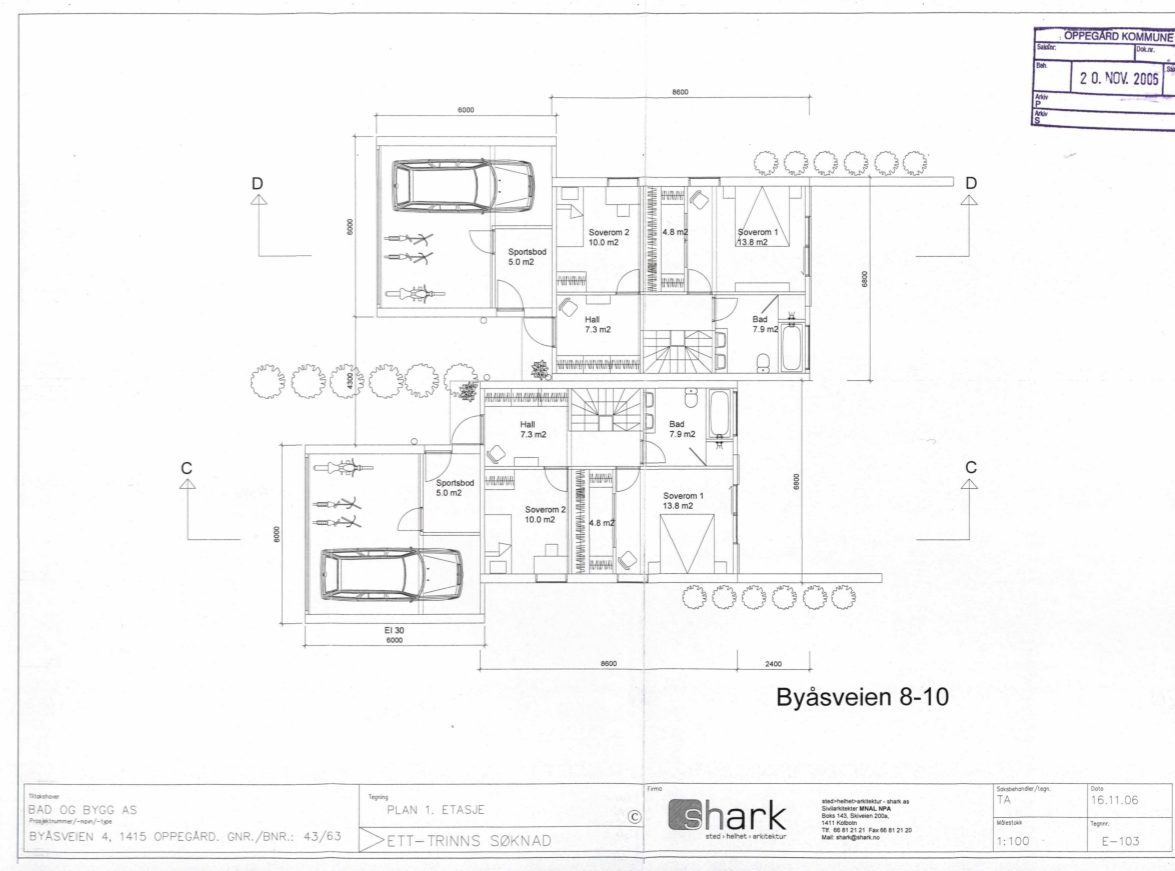 OPPEGÅRD KOMMUNE
Saksnr.
Dok.nr.
Beh.
20. NOV. 2006
Arkiv
P
Arkiv
S
8600
6000
D
D
6000
Sportsbod
5.0 m2
Soverom 2
10.0 m2
4.8 m2
Soverom 1
13.8 m2
6800
Hall
7.3 m2
Bad
7.9 m2
4300
Hall
7.3 m2
Bad
7.9 m2
C
C
Sportsbod
5.0 m2
Soverom 2
10.0 m2
4.8 m2
Soverom 1
13.8 m2
6800
6000
EI 30
6000
8600
2400
Byåsveien 8-10
Tiltakshaver
BAD OG BYGG AS
Prosjektnummer/-navn/-type
BYÅSVEIEN 4, 1415 OPPEGÅRD. GNR./BNR.: 43/63
Tegning
PLAN 1. ETASJE
©
ETT-TRINNS SØKNAD
Firma
shark
sted>helhet>arkitektur
sted>helhet>arkitektur - shark as
Sivilarkitekter MNAL NPA
Boks 143, Skiveien 200a,
1411 Kolbotn
Tlf. 66 81 21 21 Fax 66 81 21 20
Mail: shark@shark.no
Saksbehandler/tegn.
TA
Dato
16.11.06
Målestokk
1:100
Tegnnr.
E-103